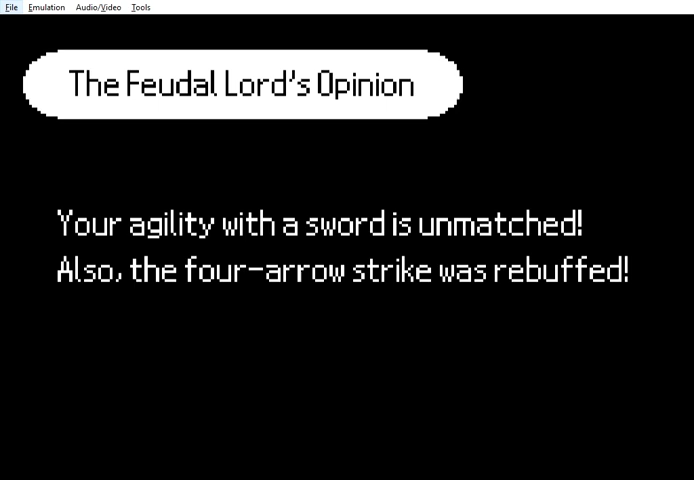 File Emulation Audio/Video Tools
The Feudal Lord's Opinion
Your agility with a sword is unmatched!
Also, the four-arrow strike was rebuffed!